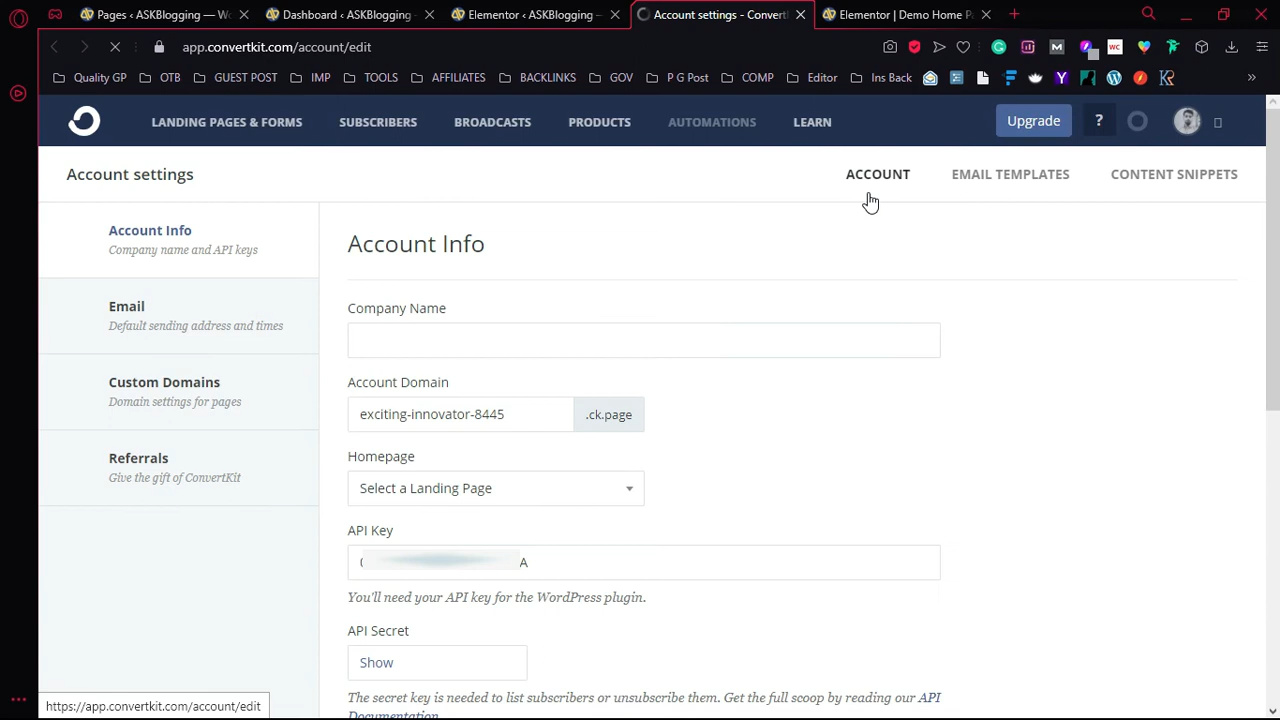 Pages ‹ ASKBlogging — Wo
Dashboard ‹ ASKBlogging
Elementor ‹ ASKBlogging —
Account settings - Convert
Elementor | Demo Home Pa
app.convertkit.com/account/edit
Quality GP
OTB
GUEST POST
IMP
TOOLS
AFFILIATES
BACKLINKS
GOV
P G Post
COMP
Editor
Ins Back
LANDING PAGES & FORMS
SUBSCRIBERS
BROADCASTS
PRODUCTS
AUTOMATIONS
LEARN
Upgrade
?
Account settings
ACCOUNT
EMAIL TEMPLATES
CONTENT SNIPPETS
Account Info
Company name and API keys
Email
Default sending address and times
Custom Domains
Domain settings for pages
Referrals
Give the gift of ConvertKit
Account Info
Company Name
Account Domain
exciting-innovator-8445
.ck.page
Homepage
Select a Landing Page
API Key
A
You'll need your API key for the WordPress plugin.
API Secret
Show
The secret key is needed to list subscribers or unsubscribe them. Get the full scoop by reading our API
Documentation.
https://app.convertkit.com/account/edit